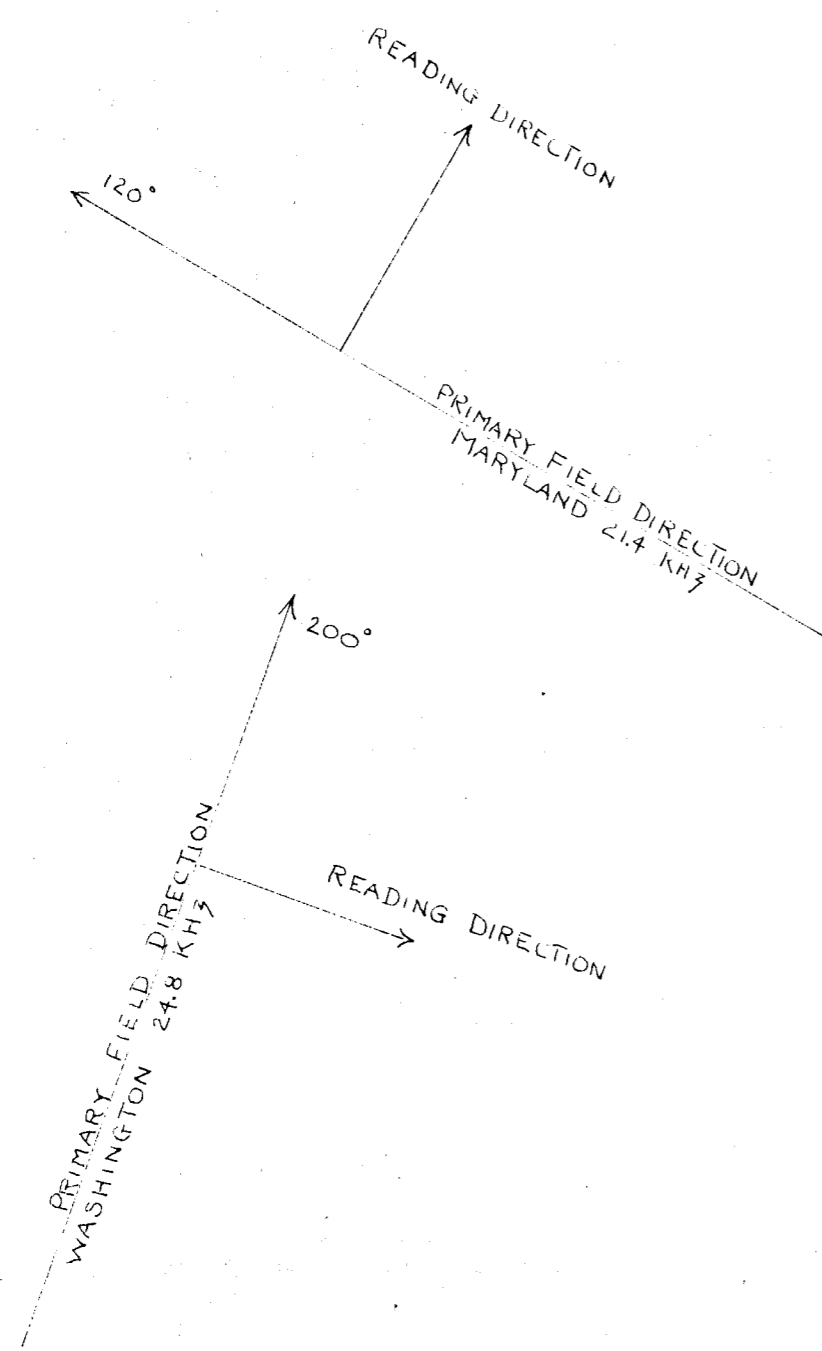 READING DIRECTION
120°
PRIMARY FIELD DIRECTION
MARYLAND 21.4 KHz
200°
READING DIRECTION
PRIMARY FIELD DIRECTION
WASHINGTON 24.8 KHz